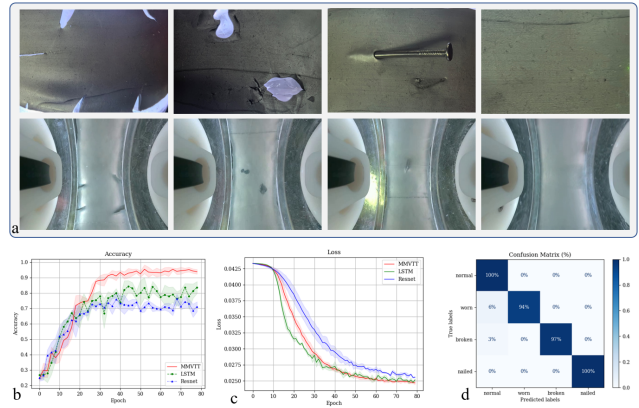 a
Accuracy
1.0
0.9
0.8
0.7
0.6
0.5
0.4
0.3
0.2
Accuracy
0 10 20 30 40 50 60 70 80
Epoch
MMVTT
LSTM
Resnet
b
Loss
0.0425
0.0400
0.0375
0.0350
0.0325
0.0300
0.0275
0.0250
Loss
0 10 20 30 40 50 60 70 80
Epoch
MMVTT
LSTM
Resnet
c
Confusion Matrix (%)
True labels
normal 100% 0% 0% 0%
worn 6% 94% 0% 0%
broken 3% 0% 97% 0%
nailed 0% 0% 0% 100%
normal worn broken nailed
Predicted labels
1.0
0.8
0.6
0.4
0.2
0.0
d